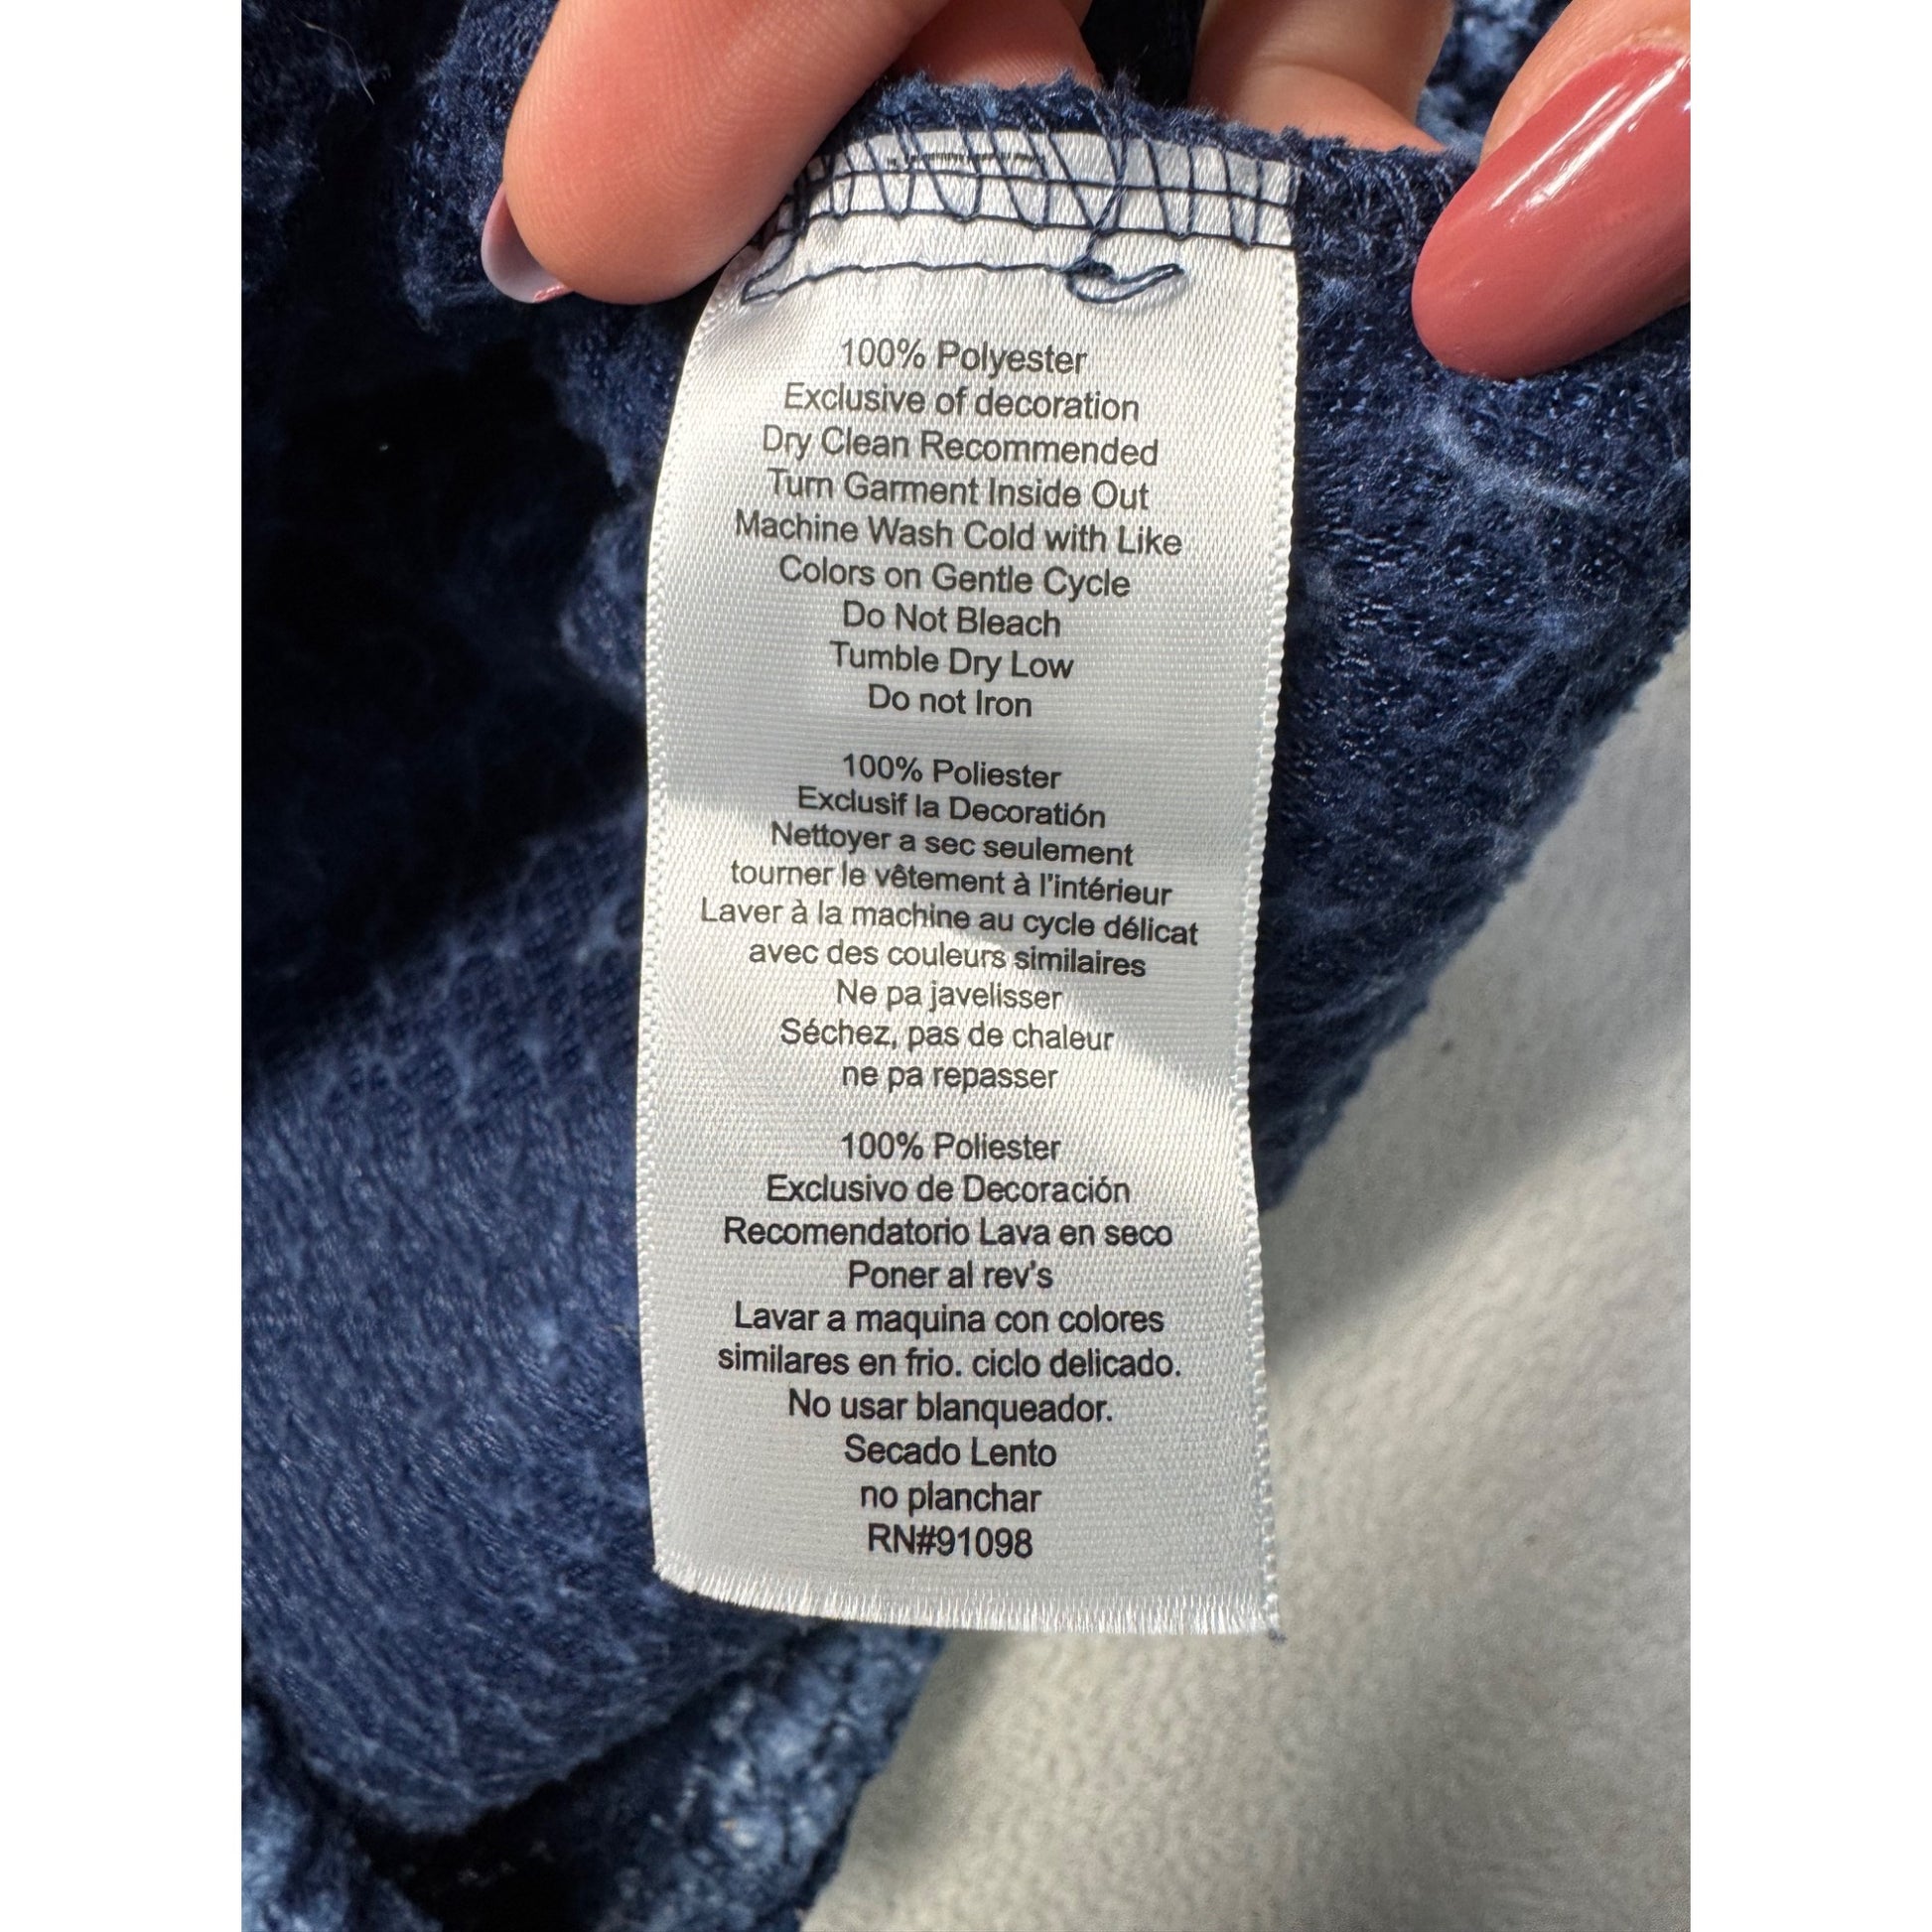 100% Polyester
Exclusive of decoration
Dry Clean Recommended
Turn Garment Inside Out
Machine Wash Cold with Like
Colors on Gentle Cycle
Do Not Bleach
Tumble Dry Low
Do not Iron
100% Poliester
Exclusif la Decoratión
Nettoyer a sec seulement
tourner le vêtement à l'intérieur
Laver à la machine au cycle délicat
avec des couleurs similaires
Ne pa javelisser
Séchez, pas de chaleur
ne pa repasser
100% Poliester
Exclusivo de Decoración
Recomendatorio Lava en seco
Poner al rev's
Lavar a maquina con colores
similares en frio. ciclo delicado.
No usar blanqueador.
Secado Lento
no planchar
RN#91098